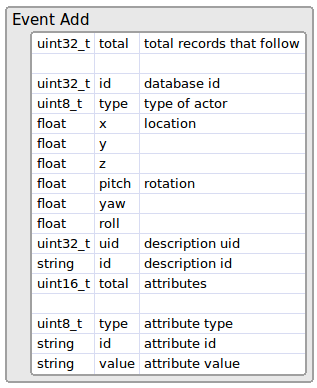 Event Add
uint32_t total total records that follow
uint32_t id database id
uint8_t type type of actor
float x location
float y
float z
float pitch rotation
float yaw
float roll
uint32_t uid description uid
string id description id
uint16_t total attributes
uint8_t type attribute type
string id attribute id
string value attribute value